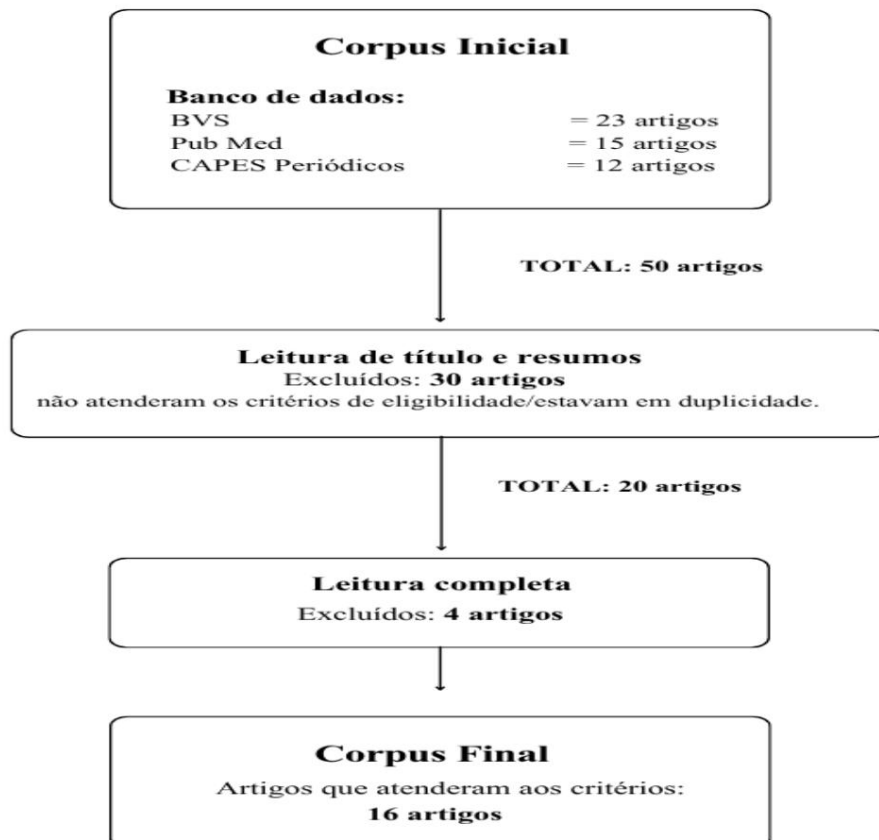 Corpus Inicial
Banco de dados:
BVS = 23 artigos
Pub Med = 15 artigos
CAPES Periódicos = 12 artigos
TOTAL: 50 artigos
Leitura de título e resumos
Excluídos: 30 artigos
não atenderam os critérios de eligibilidade/estavam em duplicidade.
TOTAL: 20 artigos
Leitura completa
Excluídos: 4 artigos
Corpus Final
Artigos que atenderam aos critérios:
16 artigos